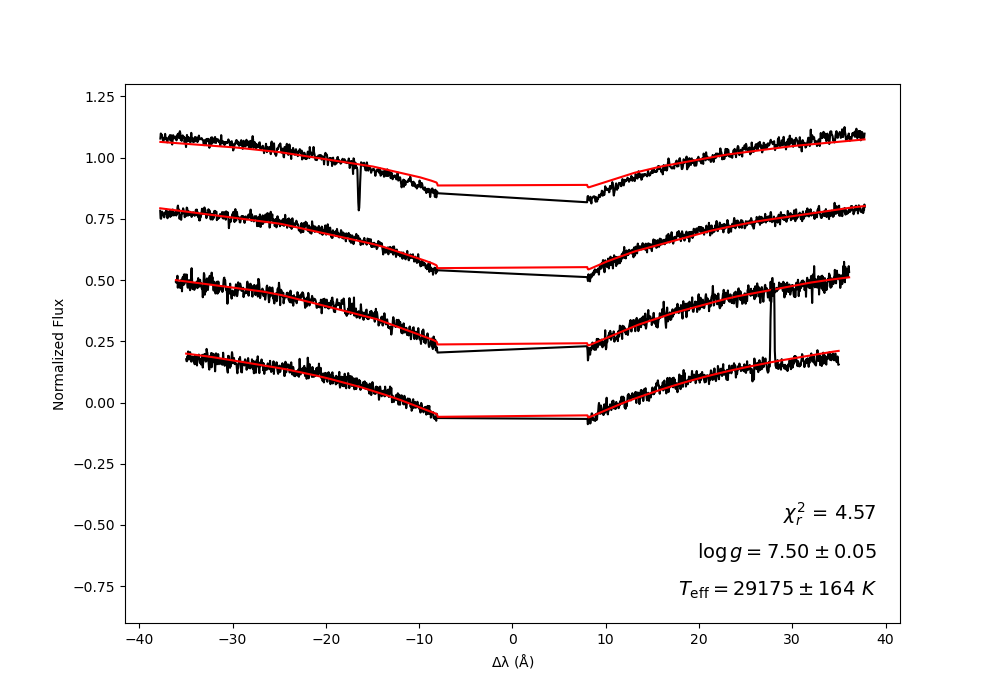 1.25
1.00
0.75
0.50
0.25
0.00
−0.25
−0.50
−0.75
Normalized Flux
χ²ᵣ = 4.57
log g = 7.50 ± 0.05
T_eff = 29175 ± 164 K
−40 −30 −20 −10 0 10 20 30 40
Δλ (Å)